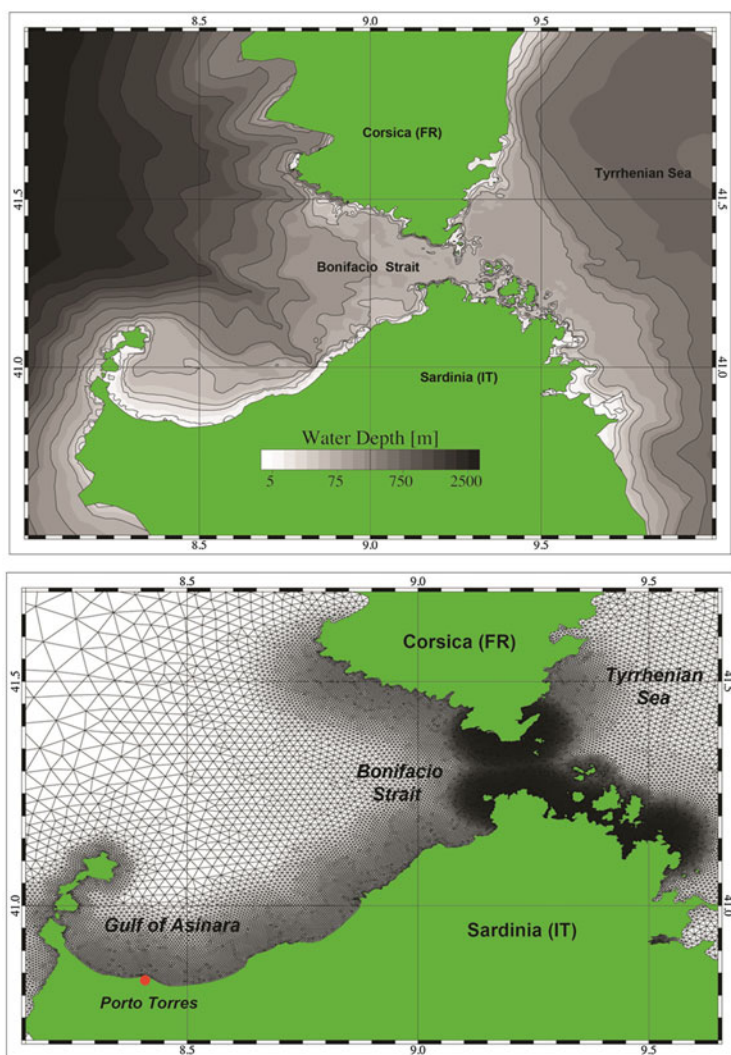 Corsica (FR)
Tyrrhenian Sea
41.5
41.5
Bonifacio Strait
41.0
41.0
Sardinia (IT)
Water Depth [m]
5 75 750 2500
8.5 9.0 9.5
8.5 9.0 9.5
8.5 9.0 9.5
Corsica (FR)
41.5
41.5
Tyrrhenian
Sea
Bonifacio
Strait
41.0
41.0
Gulf of Asinara
Sardinia (IT)
Porto Torres
8.5 9.0 9.5